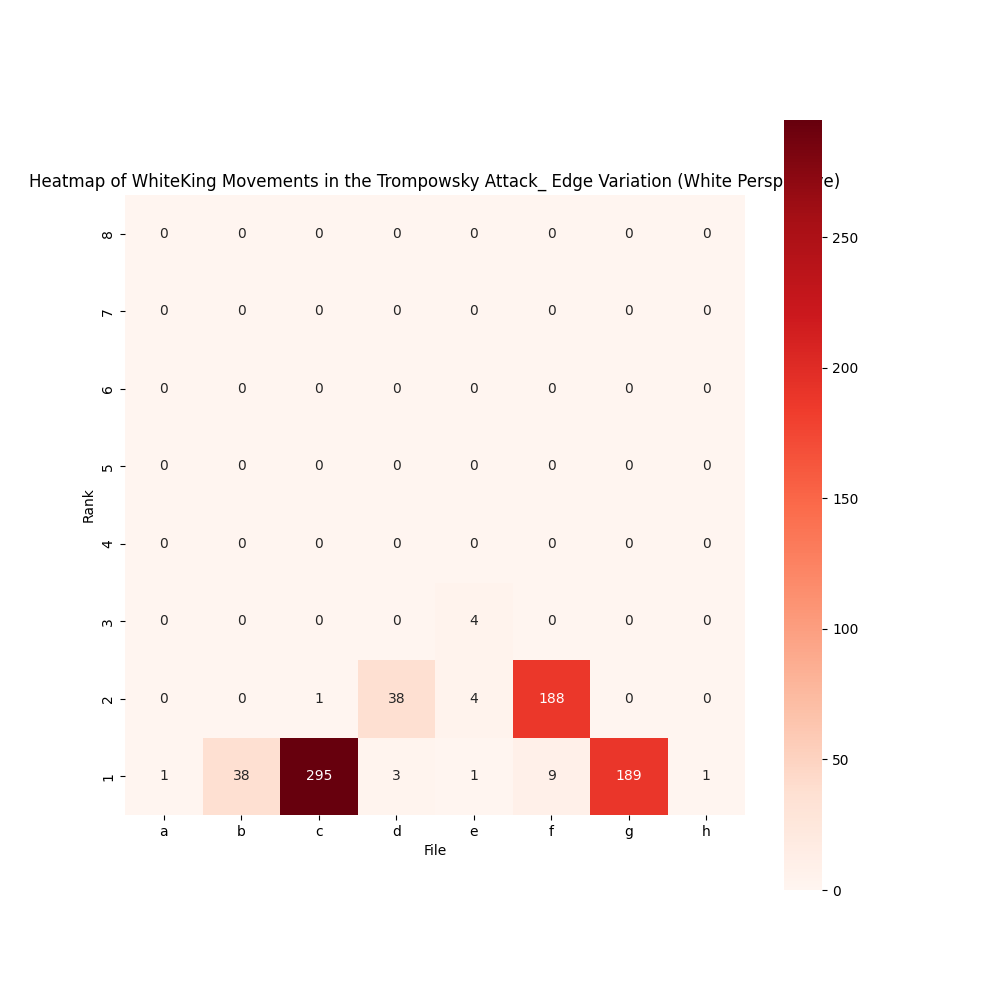 Heatmap of WhiteKing Movements in the Trompowsky Attack_ Edge Variation (White Persp e)
8 0 0 0 0 0 0 0 0
7 0 0 0 0 0 0 0 0
6 0 0 0 0 0 0 0 0
5 0 0 0 0 0 0 0 0
4 0 0 0 0 0 0 0 0
3 0 0 0 0 4 0 0 0
2 0 0 1 38 4 188 0 0
1 1 38 295 3 1 9 189 1
a b c d e f g h
File
Rank
250
200
150
100
50
0